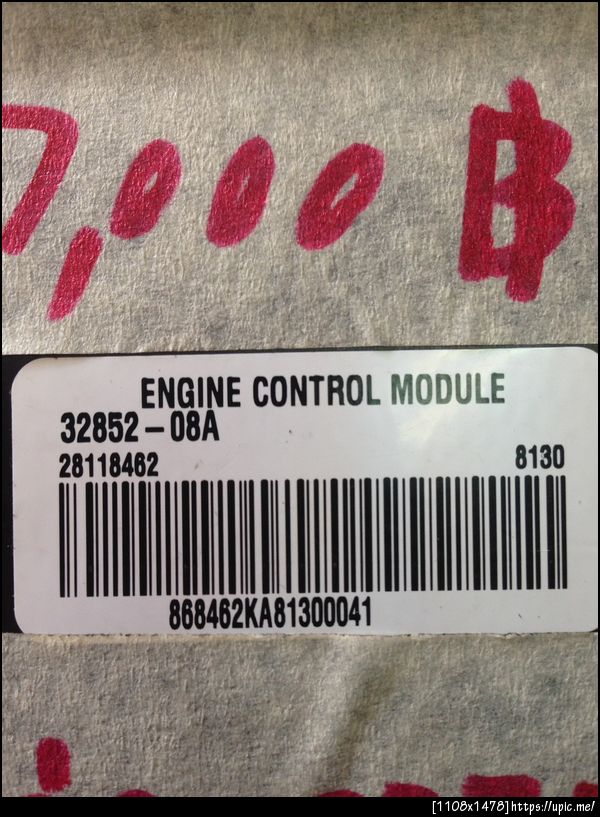 7,000 ฿
ENGINE CONTROL MODULE
32852-08A
28118462 8130
868462KA81300041
[1108x1478]https://upic.me/